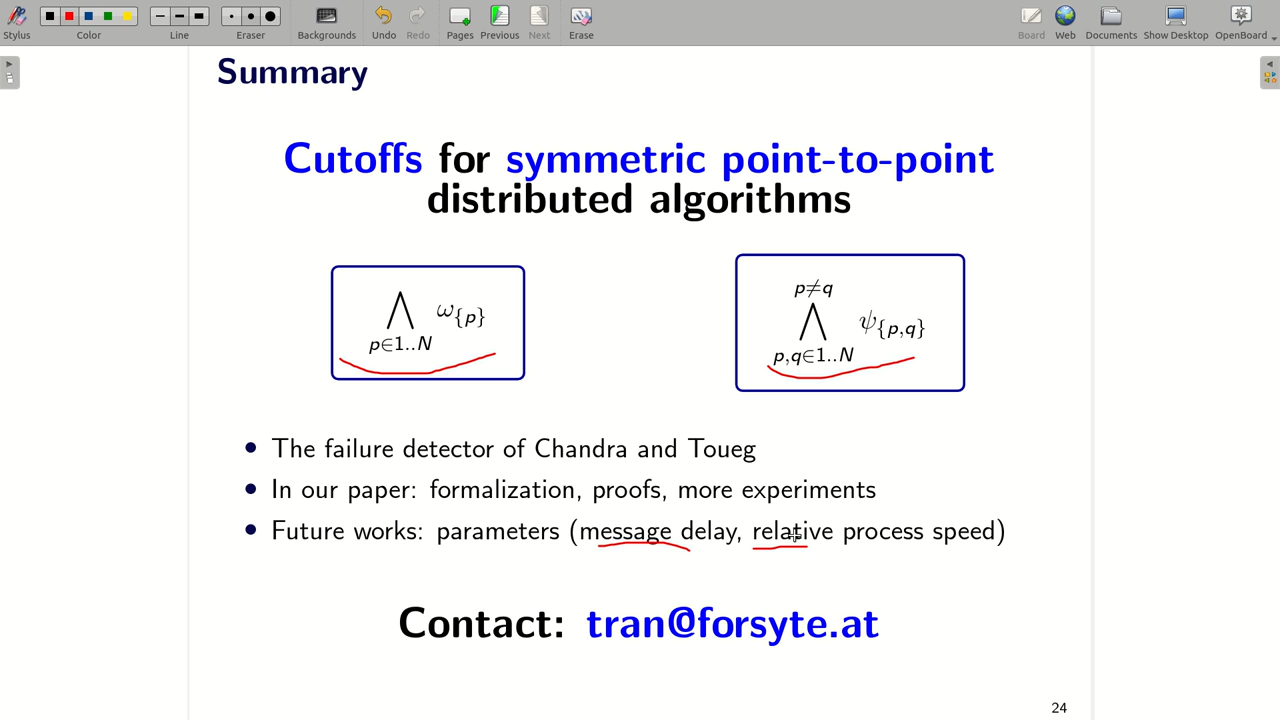 Stylus Color Line Eraser Backgrounds Undo Redo Pages Previous Next Erase Board Web Documents Show Desktop OpenBoard
Summary
Cutoffs for symmetric point-to-point
distributed algorithms
⋀ p∈1..N ω{p}
p≠q ⋀ p,q∈1..N ψ{p,q}
• The failure detector of Chandra and Toueg
• In our paper: formalization, proofs, more experiments
• Future works: parameters (message delay, relative process speed)
Contact: tran@forsyte.at
24